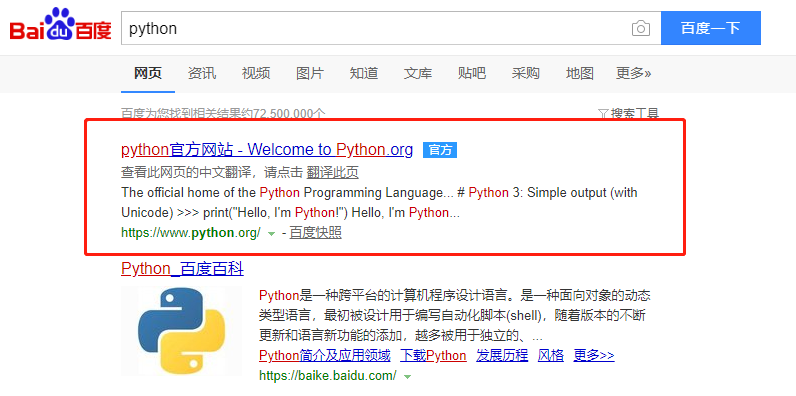 Bai du 百度
python
百度一下
网页 资讯 视频 图片 知道 文库 贴吧 采购 地图 更多»
百度为您找到相关结果约72,500,000个
搜索工具
python官方网站 - Welcome to Python.org 官方
查看此网页的中文翻译，请点击 翻译此页
The official home of the Python Programming Language... # Python 3: Simple output (with
Unicode) >>> print("Hello, I'm Python!") Hello, I'm Python...
https://www.python.org/ - 百度快照
Python_百度百科
Python是一种跨平台的计算机程序设计语言。是一种面向对象的动态
类型语言，最初被设计用于编写自动化脚本(shell)，随着版本的不断
更新和语言新功能的添加，越多被用于独立的、...
Python简介及应用领域 下载Python 发展历程 风格 更多>>
https://baike.baidu.com/